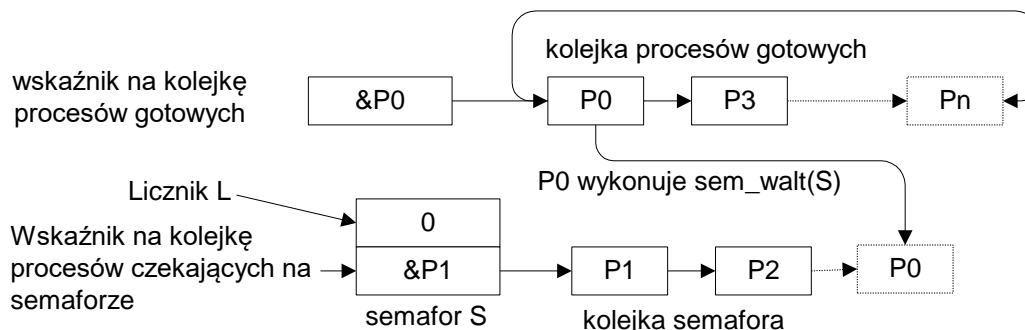 kolejka procesów gotowych
wskaźnik na kolejkę
procesów gotowych
&P0
P0
P3
Pn
P0 wykonuje sem_walt(S)
Licznik L
0
Wskaźnik na kolejkę
procesów czekających na
semaforze
&P1
P1
P2
P0
semafor S
kolejka semafora